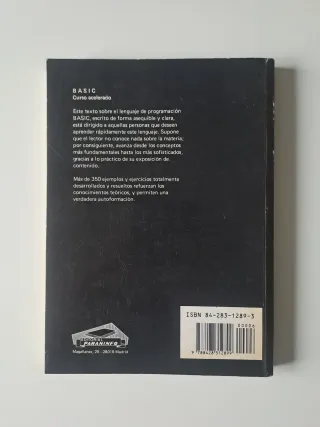 BASIC
Curso acelerado
Este texto sobre el lenguaje de programación
BASIC, escrito de forma asequible y clara,
está dirigido a aquellas personas que deseen
aprender rápidamente este lenguaje. Supone
que el lector no conoce nada sobre la materia;
por consiguiente, avanza desde los conceptos
más fundamentales hasta los más sofisticados,
gracias a lo práctico de su exposición de
contenido.
Más de 350 ejemplos y ejercicios totalmente
desarrollados y resueltos refuerzan los
conocimientos teóricos, y permiten una
verdadera autoformación.
ISBN 84-283-1289-3
00006
9 788428 312899
PARANINFO
Magallanes, 25 - 28015 Madrid